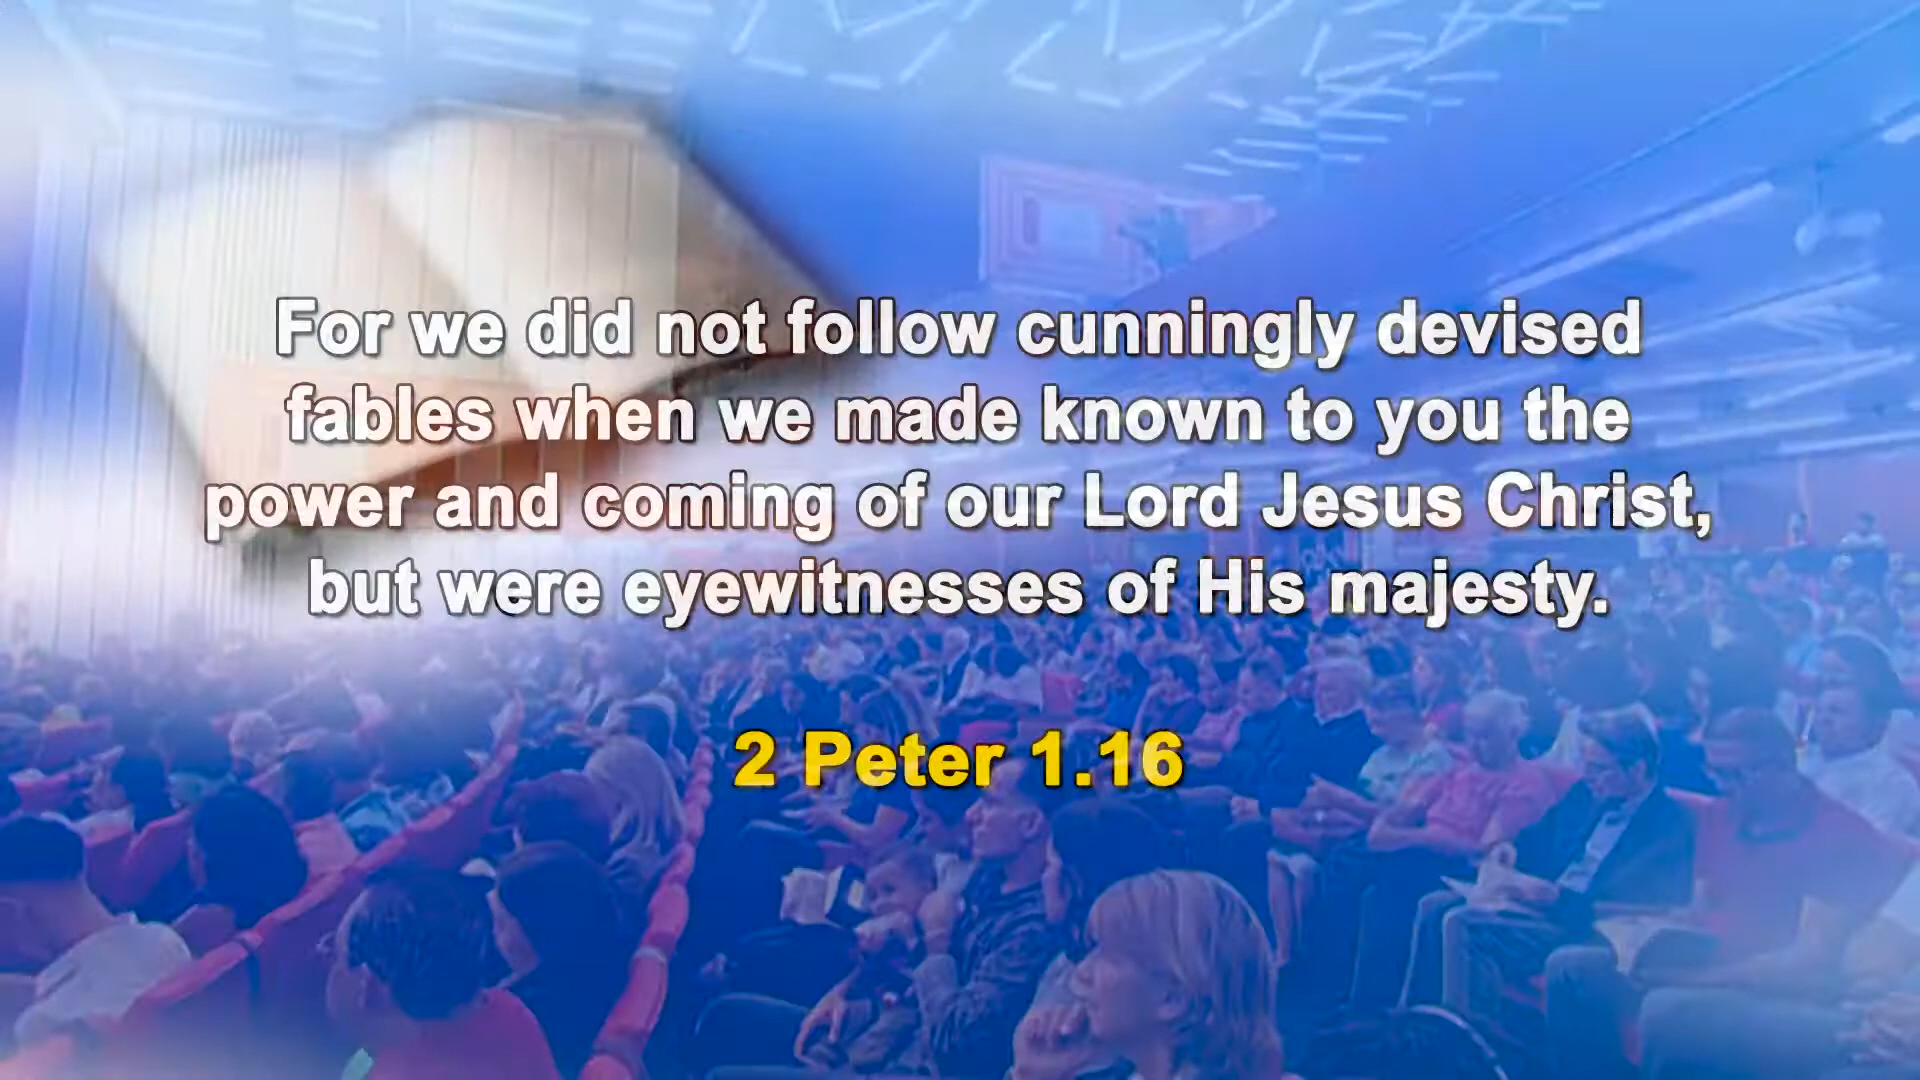 For we did not follow cunningly devised
fables when we made known to you the
power and coming of our Lord Jesus Christ,
but were eyewitnesses of His majesty.
2 Peter 1.16